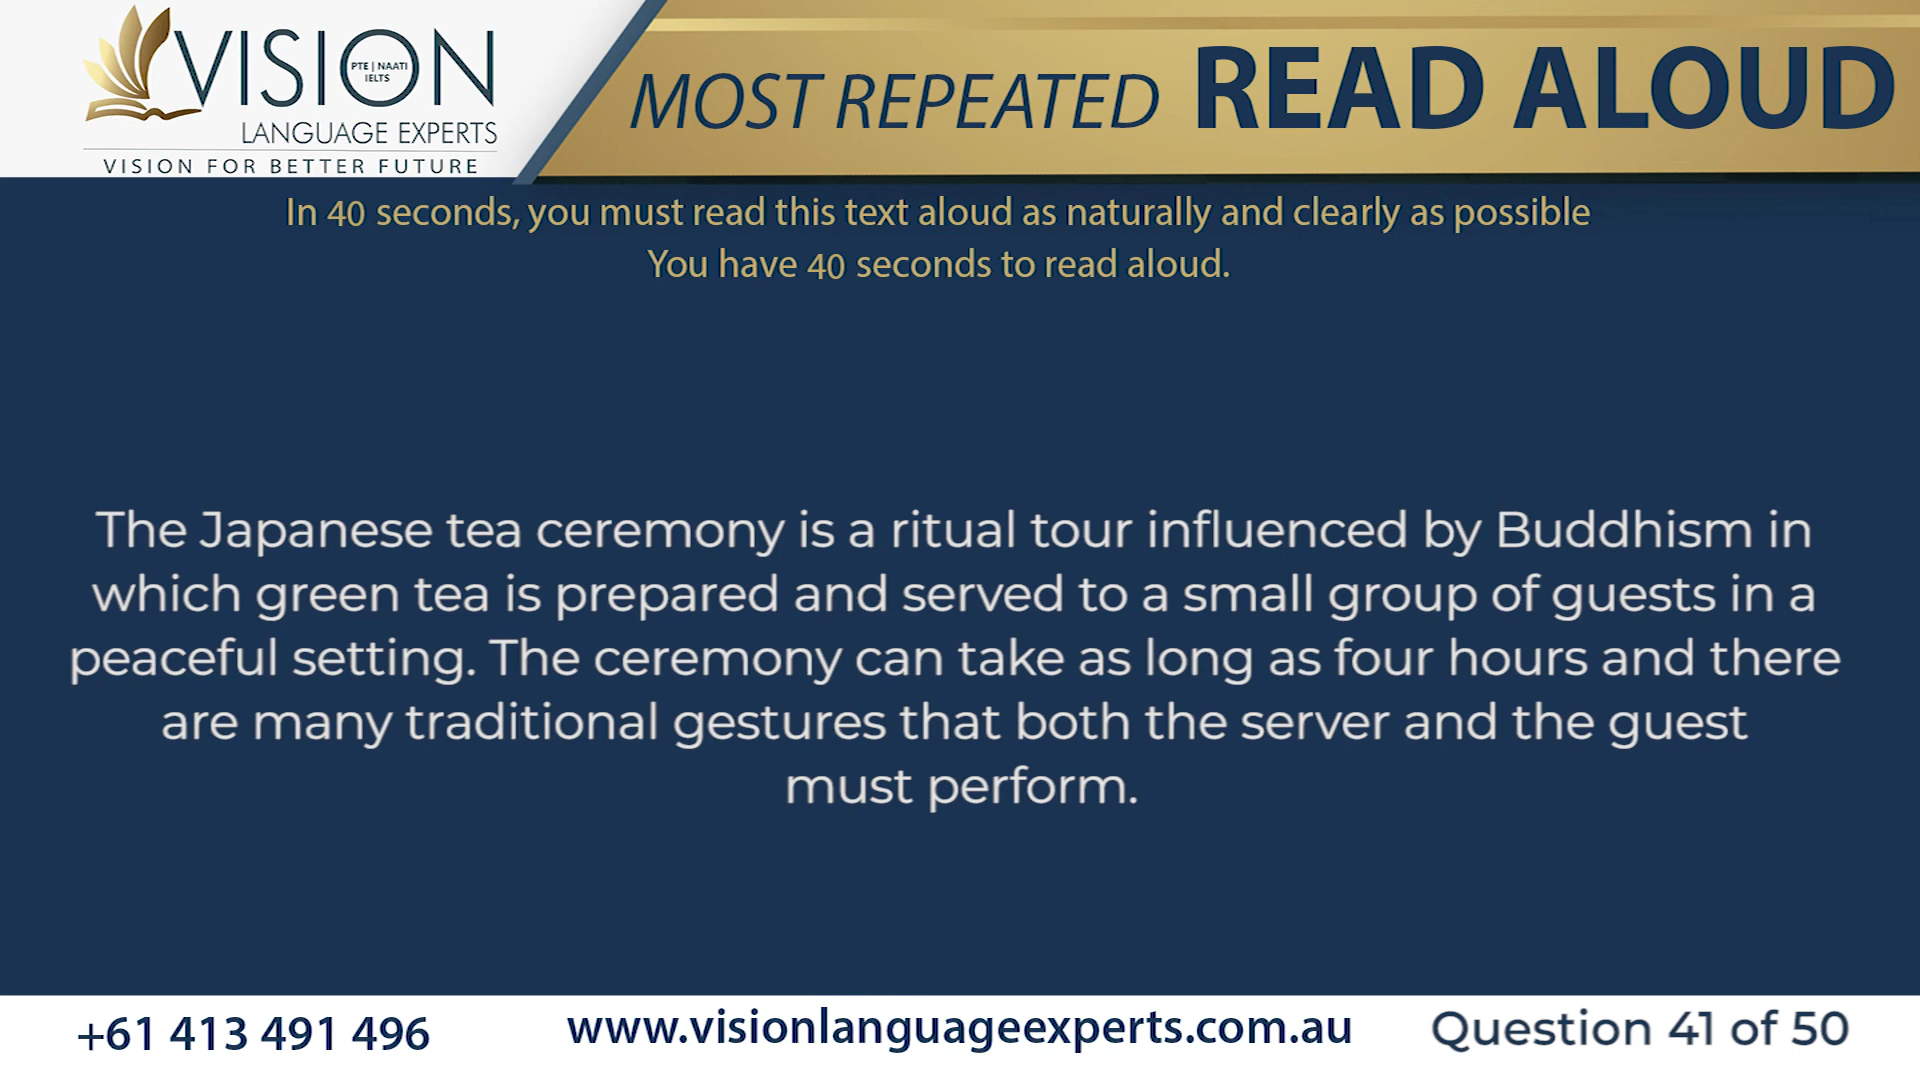 VISION
PTE | NAATI
IELTS
LANGUAGE EXPERTS
VISION FOR BETTER FUTURE
MOST REPEATED READ ALOUD
In 40 seconds, you must read this text aloud as naturally and clearly as possible
You have 40 seconds to read aloud.
The Japanese tea ceremony is a ritual tour influenced by Buddhism in
which green tea is prepared and served to a small group of guests in a
peaceful setting. The ceremony can take as long as four hours and there
are many traditional gestures that both the server and the guest
must perform.
+61 413 491 496
www.visionlanguageexperts.com.au
Question 41 of 50